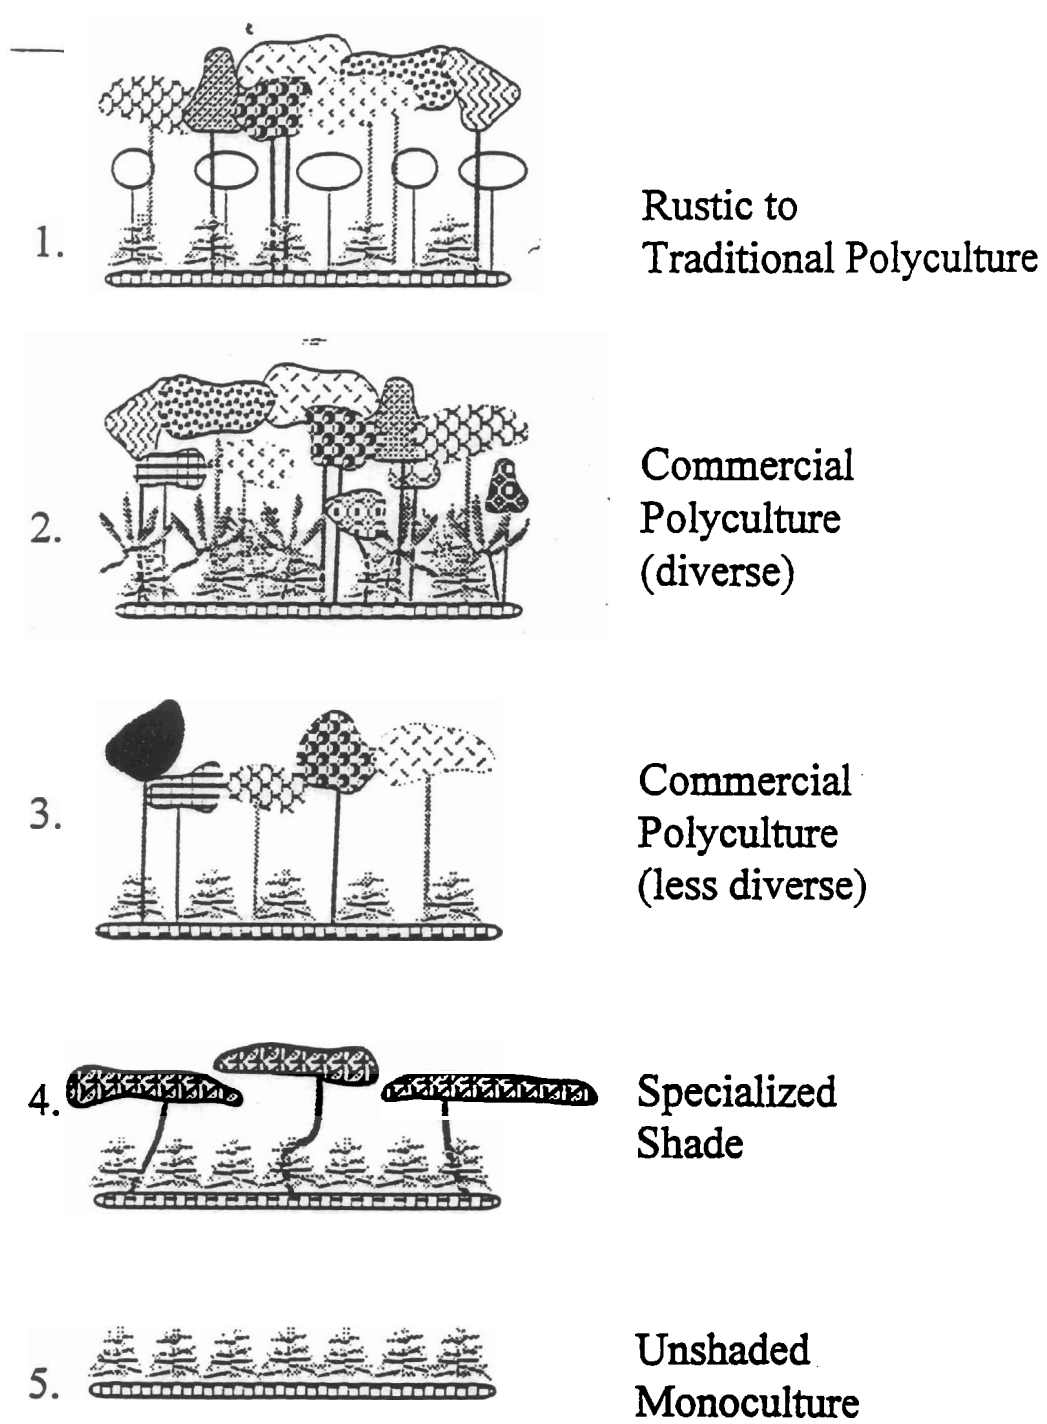 1.
Rustic to
Traditional Polyculture
2.
Commercial
Polyculture
(diverse)
3.
Commercial
Polyculture
(less diverse)
4.
Specialized
Shade
5.
Unshaded
Monoculture